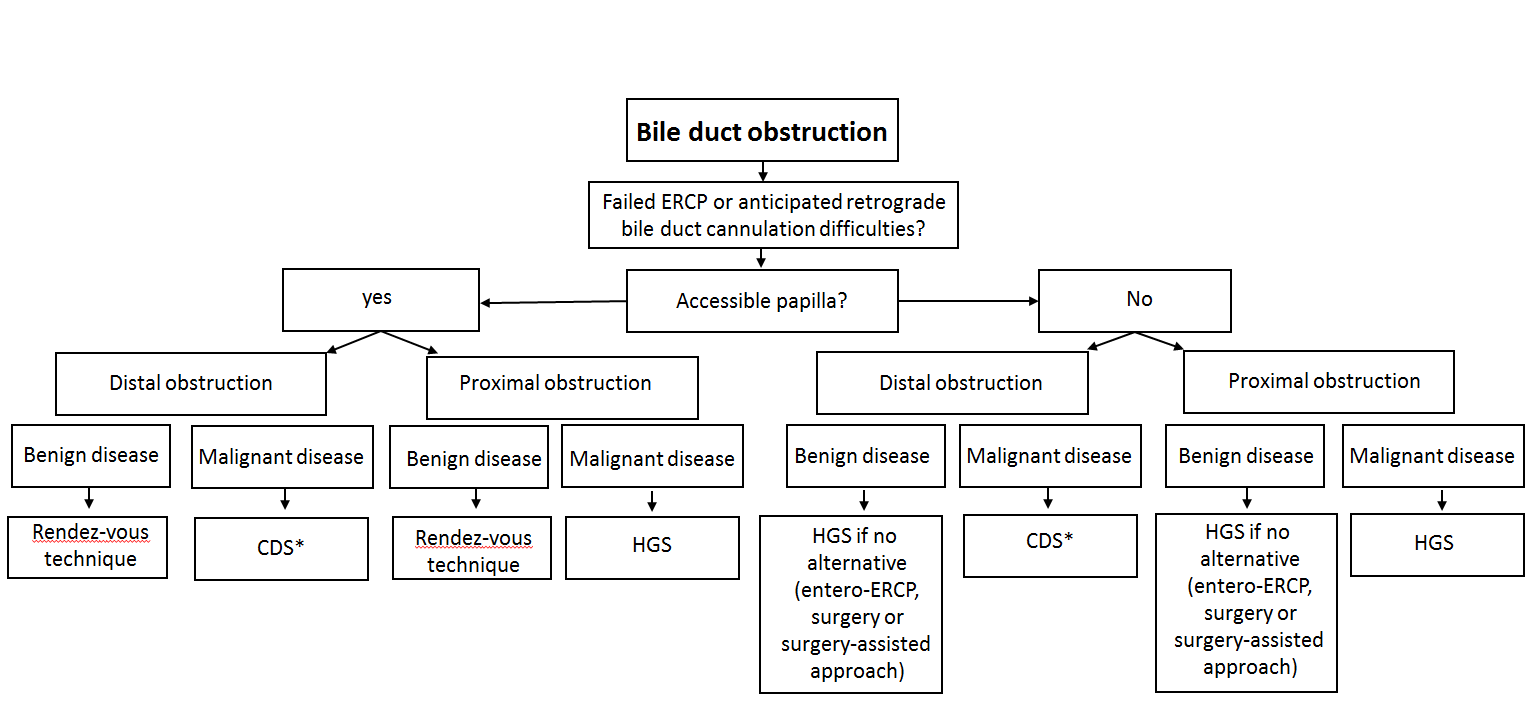 Bile duct obstruction
Failed ERCP or anticipated retrograde
bile duct cannulation difficulties?
yes
Accessible papilla?
No
Distal obstruction
Proximal obstruction
Distal obstruction
Proximal obstruction
Benign disease
Malignant disease
Benign disease
Malignant disease
Benign disease
Malignant disease
Benign disease
Malignant disease
Rendez-vous
technique
CDS*
Rendez-vous
technique
HGS
HGS if no
alternative
(entero-ERCP,
surgery or
surgery-assisted
approach)
CDS*
HGS if no
alternative
(entero-ERCP,
surgery or
surgery-assisted
approach)
HGS